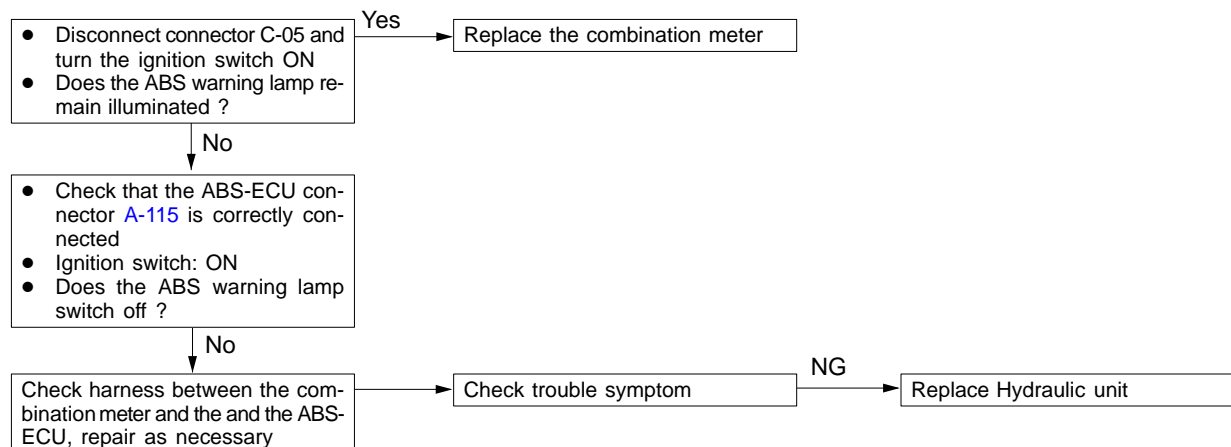 ● Disconnect connector C-05 and
turn the ignition switch ON
● Does the ABS warning lamp re-
main illuminated ?
Yes
Replace the combination meter
No
● Check that the ABS-ECU con-
nector A-115 is correctly con-
nected
● Ignition switch: ON
● Does the ABS warning lamp
switch off ?
No
Check harness between the com-
bination meter and the and the ABS-
ECU, repair as necessary
Check trouble symptom
NG
Replace Hydraulic unit